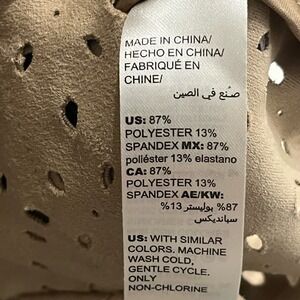 MADE IN CHINA/
HECHO EN CHINA/
FABRIQUÉ EN
CHINE/
صنع في الصين
US: 87%
POLYESTER 13%
SPANDEX MX: 87%
poliéster 13% elastano
CA: 87%
POLYESTER 13%
SPANDEX AE/KW:
87% بوليستر 13%
سباندكس
US: WITH SIMILAR
COLORS. MACHINE
WASH COLD,
GENTLE CYCLE.
ONLY
NON-CHLORINE